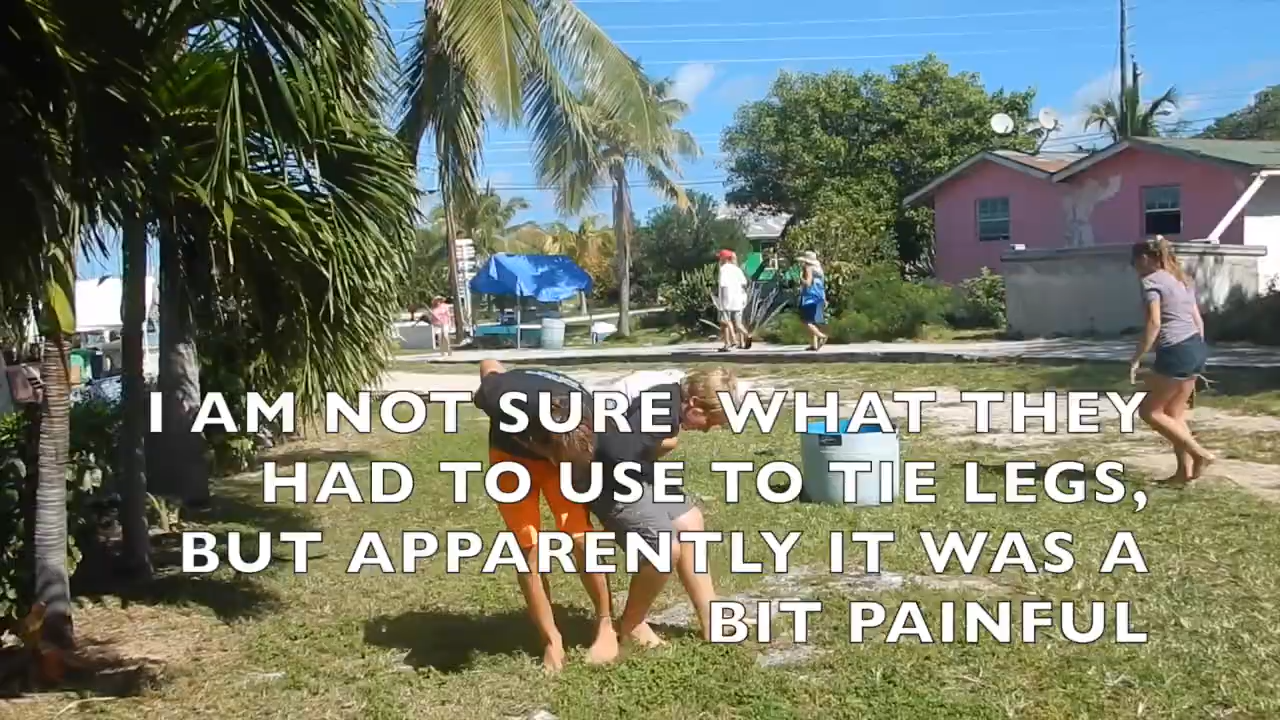 I AM NOT SURE WHAT THEY
HAD TO USE TO TIE LEGS,
BUT APPARENTLY IT WAS A
BIT PAINFUL